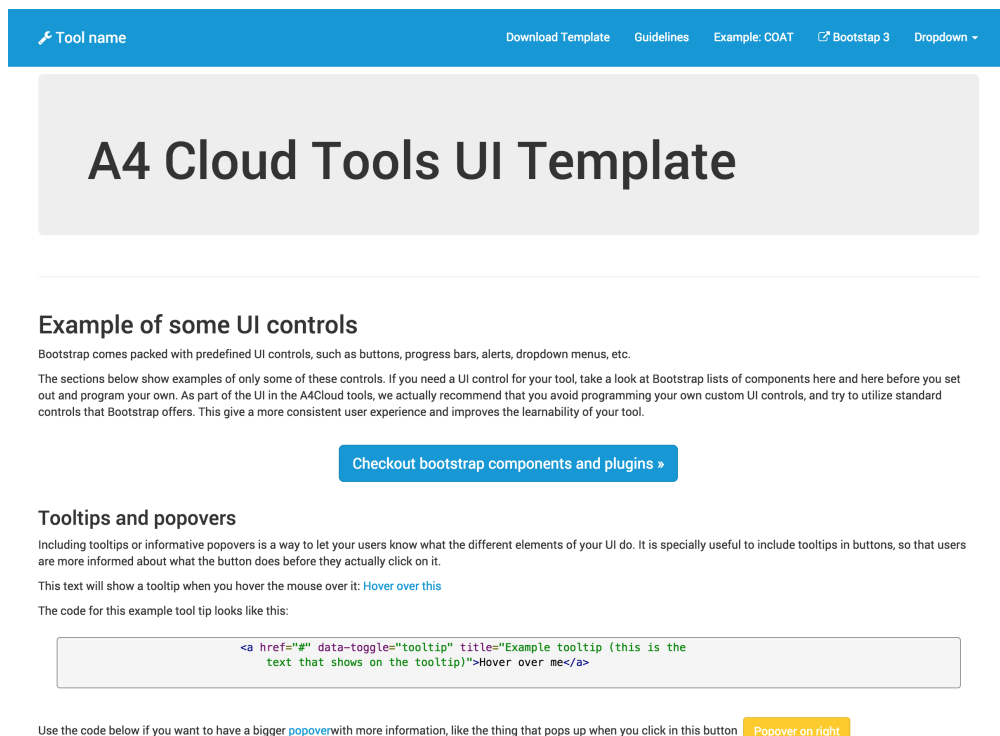 Tool name
Download Template Guidelines Example: COAT Bootstap 3 Dropdown
A4 Cloud Tools UI Template
Example of some UI controls
Bootstrap comes packed with predefined UI controls, such as buttons, progress bars, alerts, dropdown menus, etc.
The sections below show examples of only some of these controls. If you need a UI control for your tool, take a look at Bootstrap lists of components here and here before you set
out and program your own. As part of the UI in the A4Cloud tools, we actually recommend that you avoid programming your own custom UI controls, and try to utilize standard
controls that Bootstrap offers. This give a more consistent user experience and improves the learnability of your tool.
Checkout bootstrap components and plugins »
Tooltips and popovers
Including tooltips or informative popovers is a way to let your users know what the different elements of your UI do. It is specially useful to include tooltips in buttons, so that users
are more informed about what the button does before they actually click on it.
This text will show a tooltip when you hover the mouse over it: Hover over this
The code for this example tool tip looks like this:
<a href="#" data-toggle="tooltip" title="Example tooltip (this is the
text that shows on the tooltip)">Hover over me</a>
Use the code below if you want to have a bigger popoverwith more information, like the thing that pops up when you click in this button Popover on right